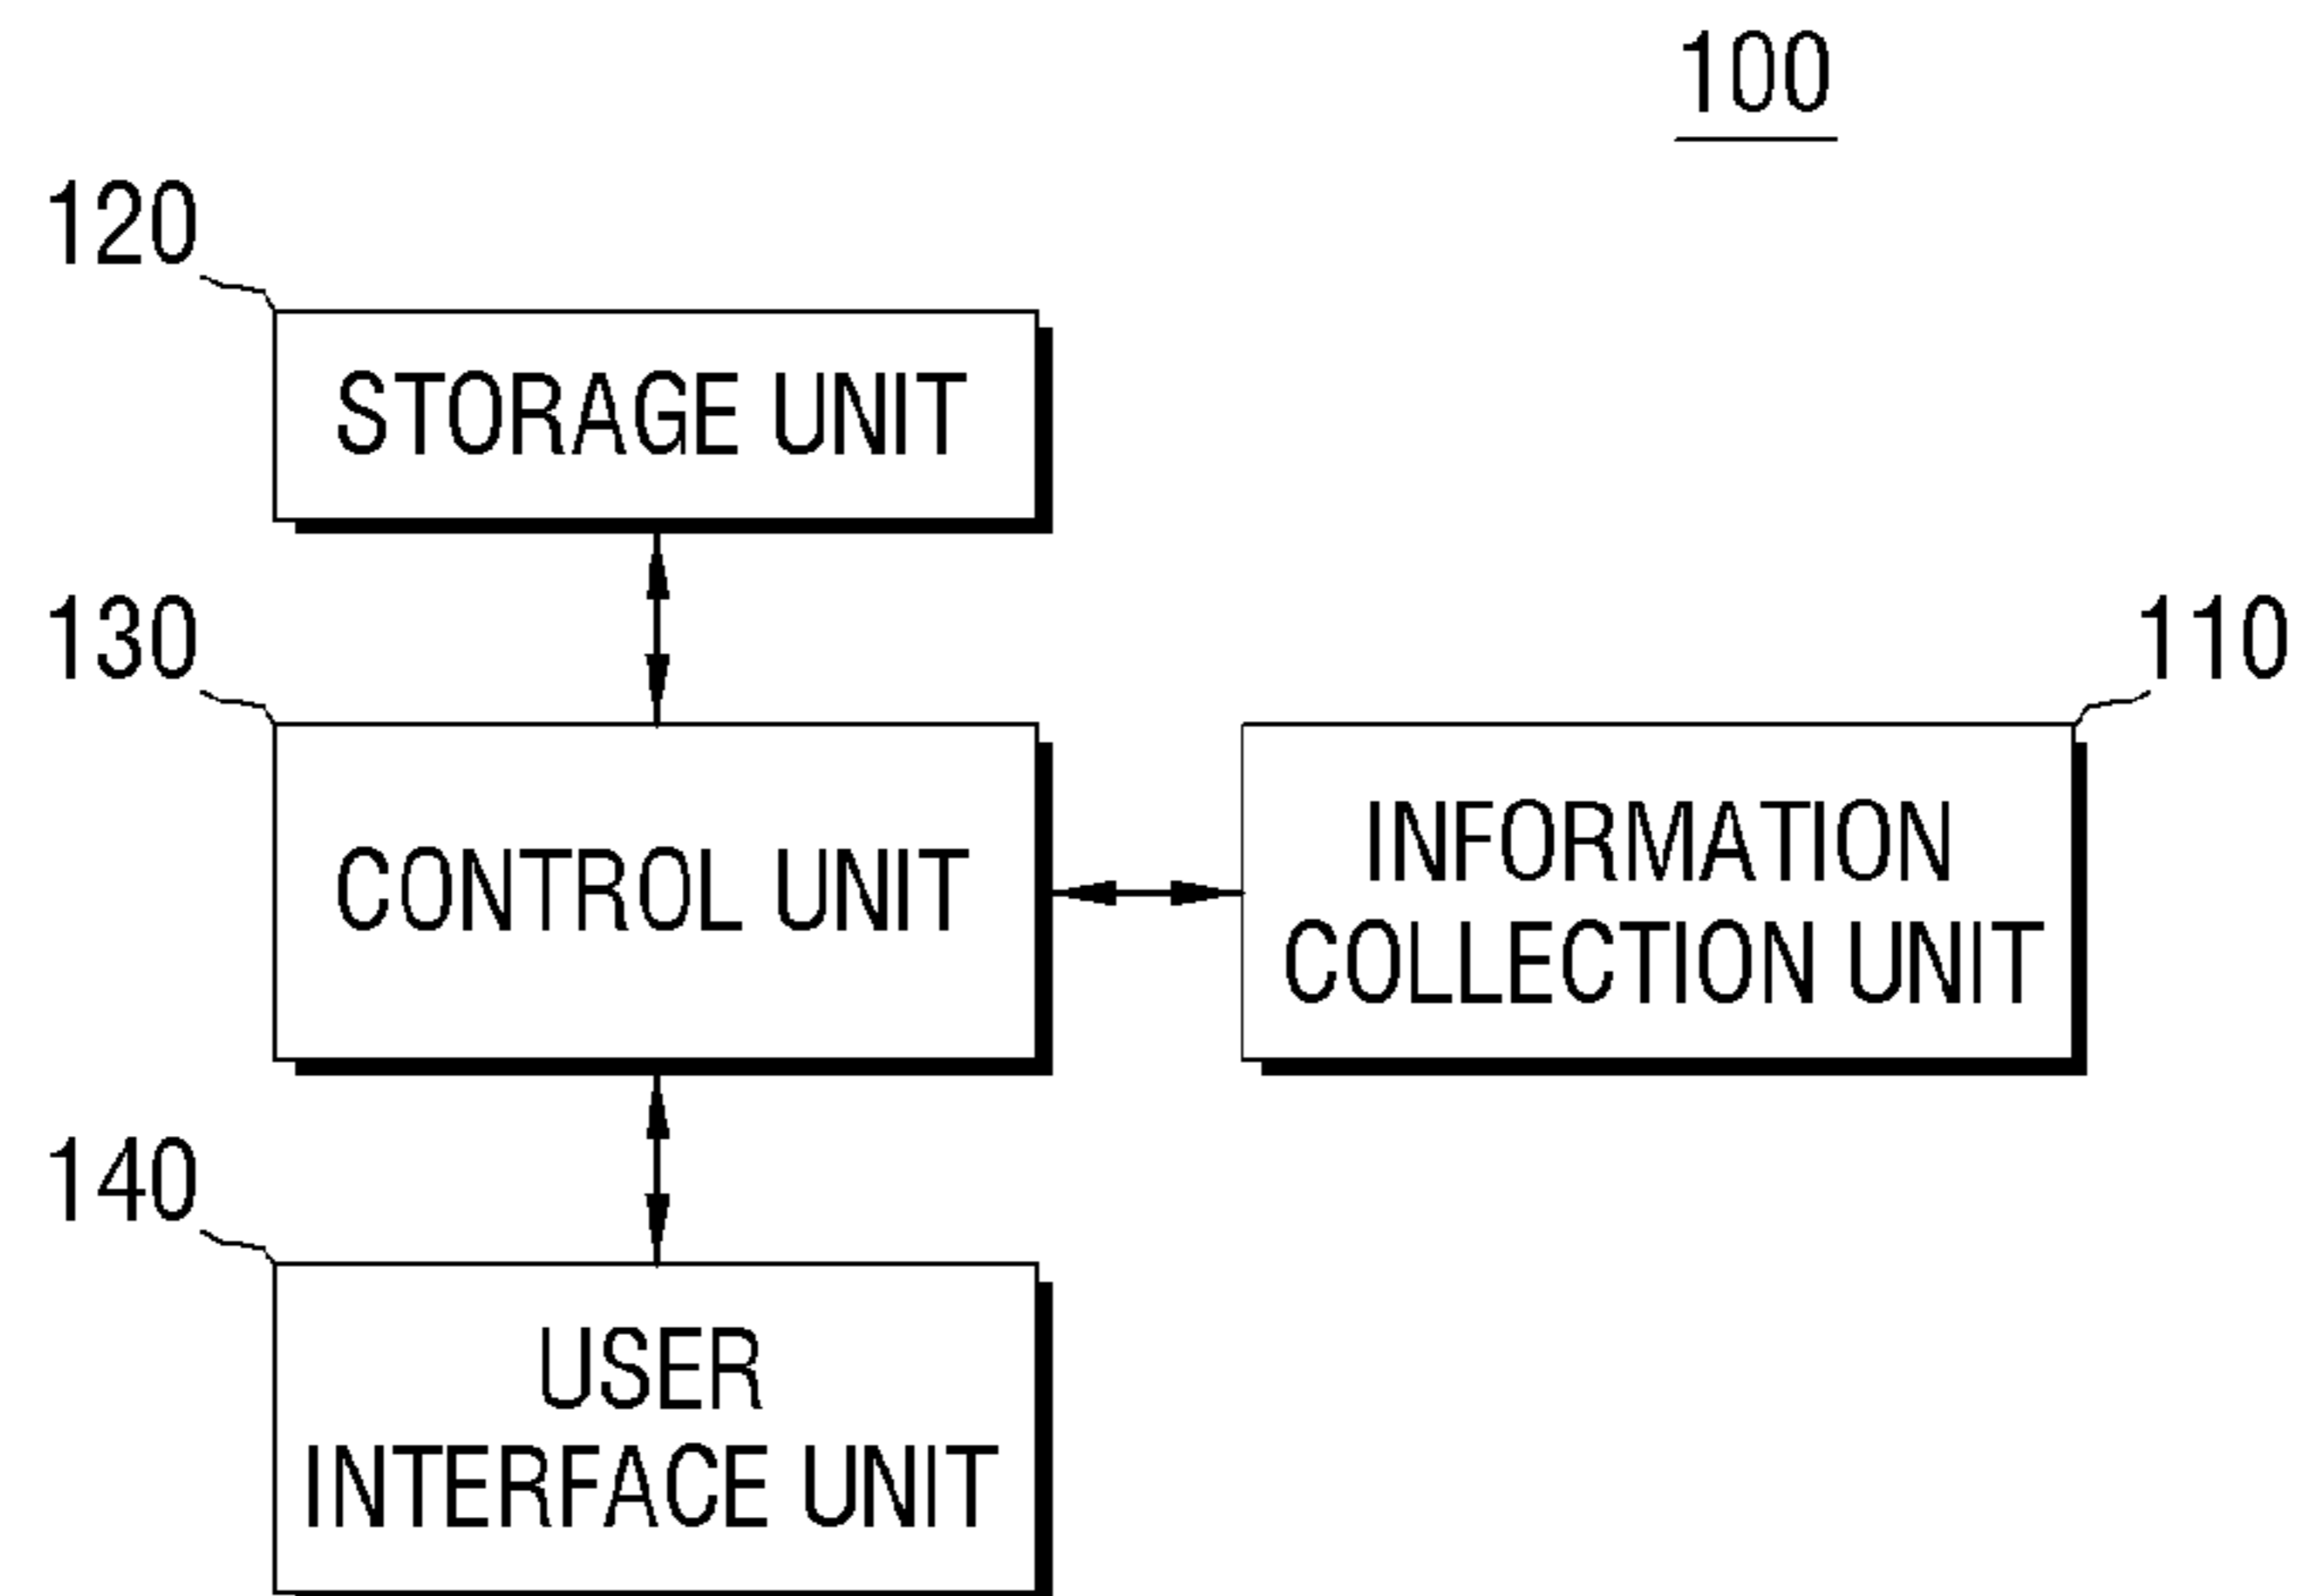 100
120
STORAGE UNIT
130
110
CONTROL UNIT
INFORMATION
COLLECTION UNIT
140
USER
INTERFACE UNIT